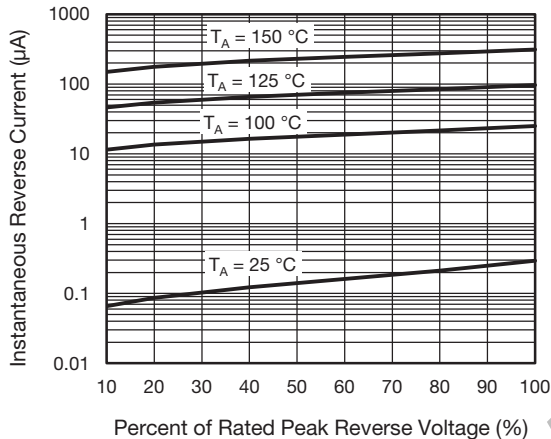 Instantaneous Reverse Current (μA)
1000
100
10
1
0.1
0.01
T_A = 150 °C
T_A = 125 °C
T_A = 100 °C
T_A = 25 °C
10 20 30 40 50 60 70 80 90 100
Percent of Rated Peak Reverse Voltage (%)